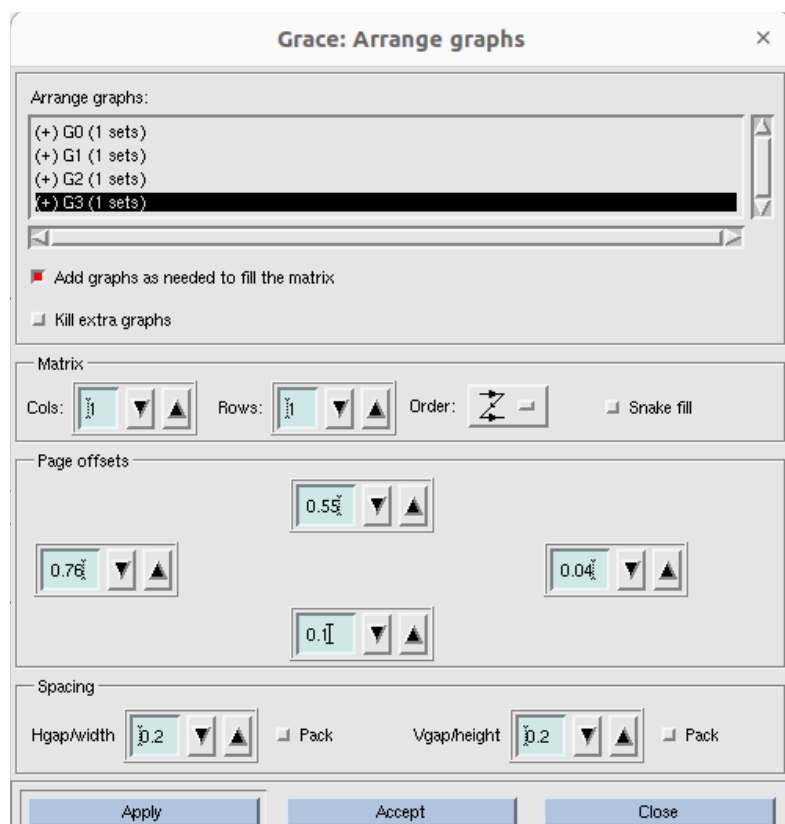 Grace: Arrange graphs
Arrange graphs:
(+) G0 (1 sets)
(+) G1 (1 sets)
(+) G2 (1 sets)
(+) G3 (1 sets)
Add graphs as needed to fill the matrix
Kill extra graphs
Matrix
Cols: 1 Rows: 1 Order: Snake fill
Page offsets
0.55
0.76 0.04
0.1
Spacing
Hgap/width 0.2 Pack Vgap/height 0.2 Pack
Apply Accept Close